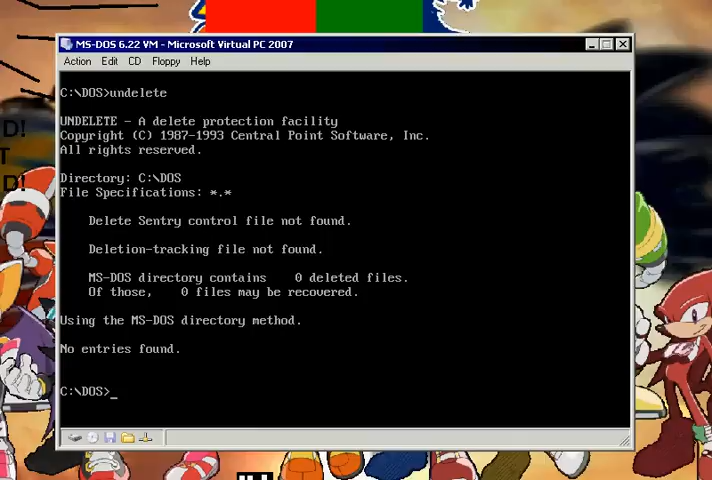 MS-DOS 6.22 VM - Microsoft Virtual PC 2007
Action Edit CD Floppy Help
C:\DOS>undelete
UNDELETE - A delete protection facility
Copyright (C) 1987-1993 Central Point Software, Inc.
All rights reserved.
Directory: C:\DOS
File Specifications: *.*
Delete Sentry control file not found.
Deletion-tracking file not found.
MS-DOS directory contains 0 deleted files.
Of those, 0 files may be recovered.
Using the MS-DOS directory method.
No entries found.
C:\DOS>_
D!
T
D!